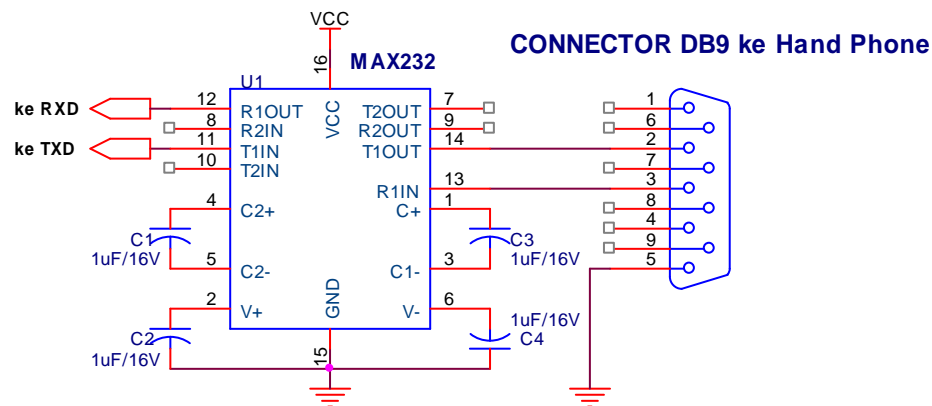 VCC
CONNECTOR DB9 ke Hand Phone
16
MAX232
U1
ke RXD
12
R1OUT
VCC
T2OUT
7
1
8
R2IN
R2OUT
9
6
ke TXD
11
T1IN
T1OUT
14
2
10
T2IN
7
R1IN
13
3
4
C2+
C+
1
8
4
C1
1uF/16V
C3
1uF/16V
9
5
C2-
C1-
3
5
2
V+
GND
V-
6
C2
1uF/16V
1uF/16V
C4
15